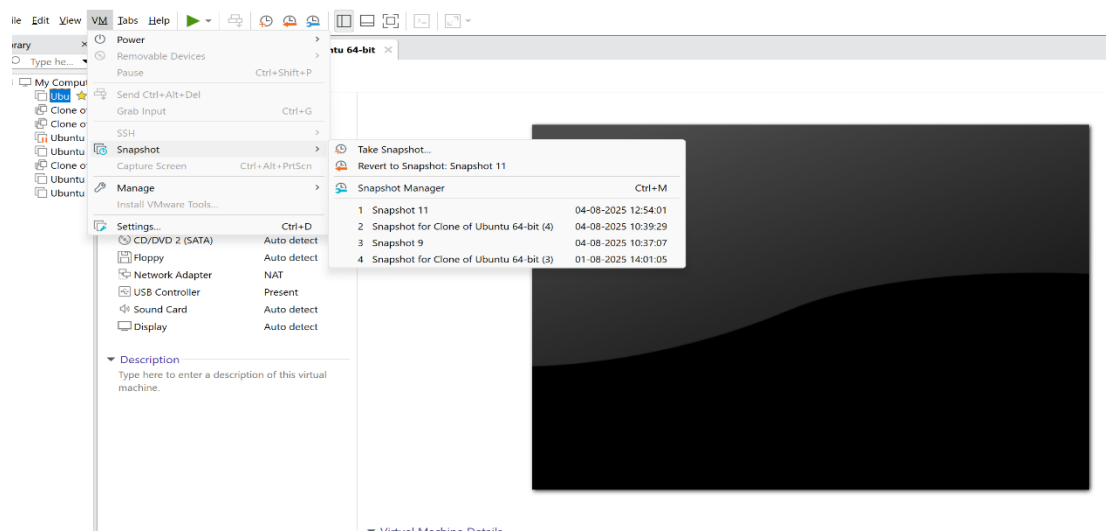 ile Edit View VM Tabs Help
rary ×
Type he...
My Comput
Ubu
Clone o
Clone o
Ubuntu
Ubuntu
Clone o
Ubuntu
Ubuntu
tu 64-bit ×
Power
Removable Devices
Pause Ctrl+Shift+P
Send Ctrl+Alt+Del
Grab Input Ctrl+G
SSH
Snapshot
Capture Screen Ctrl+Alt+PrtScn
Manage
Install VMware Tools...
Settings... Ctrl+D
Take Snapshot...
Revert to Snapshot: Snapshot 11
Snapshot Manager Ctrl+M
1 Snapshot 11 04-08-2025 12:54:01
2 Snapshot for Clone of Ubuntu 64-bit (4) 04-08-2025 10:39:29
3 Snapshot 9 04-08-2025 10:37:07
4 Snapshot for Clone of Ubuntu 64-bit (3) 01-08-2025 14:01:05
CD/DVD 2 (SATA) Auto detect
Floppy Auto detect
Network Adapter NAT
USB Controller Present
Sound Card Auto detect
Display Auto detect
Description
Type here to enter a description of this virtual
machine.
Virtual Machine Details